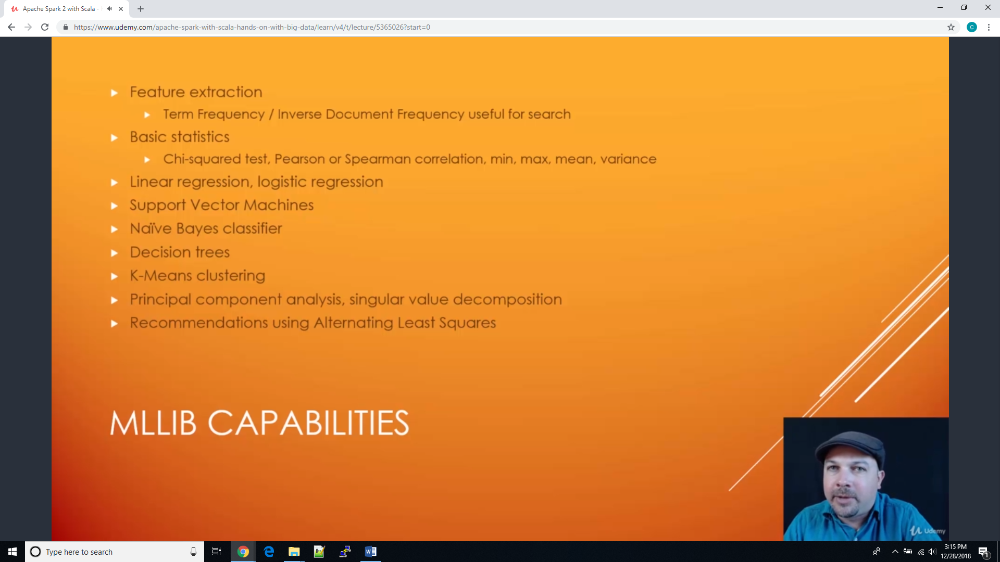 Apache Spark 2 with Scala -
https://www.udemy.com/apache-spark-with-scala-hands-on-with-big-data/learn/v4/t/lecture/5365026?start=0
C
Feature extraction
Term Frequency / Inverse Document Frequency useful for search
Basic statistics
Chi-squared test, Pearson or Spearman correlation, min, max, mean, variance
Linear regression, logistic regression
Support Vector Machines
Naïve Bayes classifier
Decision trees
K-Means clustering
Principal component analysis, singular value decomposition
Recommendations using Alternating Least Squares
MLLIB CAPABILITIES
Udemy
Type here to search
3:15 PM
12/28/2018
1